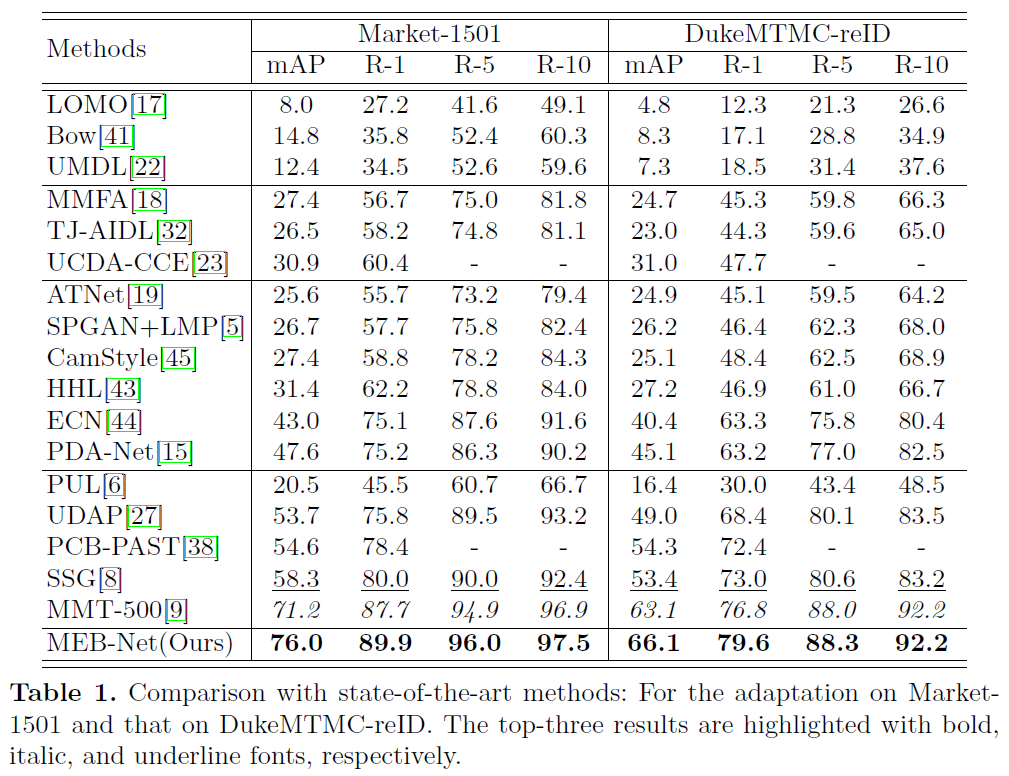 Methods Market-1501 DukeMTMC-reID
mAP R-1 R-5 R-10 mAP R-1 R-5 R-10
LOMO[17] 8.0 27.2 41.6 49.1 4.8 12.3 21.3 26.6
Bow[41] 14.8 35.8 52.4 60.3 8.3 17.1 28.8 34.9
UMDL[22] 12.4 34.5 52.6 59.6 7.3 18.5 31.4 37.6
MMFA[18] 27.4 56.7 75.0 81.8 24.7 45.3 59.8 66.3
TJ-AIDL[32] 26.5 58.2 74.8 81.1 23.0 44.3 59.6 65.0
UCDA-CCE[23] 30.9 60.4 - - 31.0 47.7 - -
ATNet[19] 25.6 55.7 73.2 79.4 24.9 45.1 59.5 64.2
SPGAN+LMP[5] 26.7 57.7 75.8 82.4 26.2 46.4 62.3 68.0
CamStyle[45] 27.4 58.8 78.2 84.3 25.1 48.4 62.5 68.9
HHL[43] 31.4 62.2 78.8 84.0 27.2 46.9 61.0 66.7
ECN[44] 43.0 75.1 87.6 91.6 40.4 63.3 75.8 80.4
PDA-Net[15] 47.6 75.2 86.3 90.2 45.1 63.2 77.0 82.5
PUL[6] 20.5 45.5 60.7 66.7 16.4 30.0 43.4 48.5
UDAP[27] 53.7 75.8 89.5 93.2 49.0 68.4 80.1 83.5
PCB-PAST[38] 54.6 78.4 - - 54.3 72.4 - -
SSG[8] 58.3 80.0 90.0 92.4 53.4 73.0 80.6 83.2
MMT-500[9] 71.2 87.7 94.9 96.9 63.1 76.8 88.0 92.2
MEB-Net(Ours) 76.0 89.9 96.0 97.5 66.1 79.6 88.3 92.2
Table 1. Comparison with state-of-the-art methods: For the adaptation on Market-
1501 and that on DukeMTMC-reID. The top-three results are highlighted with bold,
italic, and underline fonts, respectively.